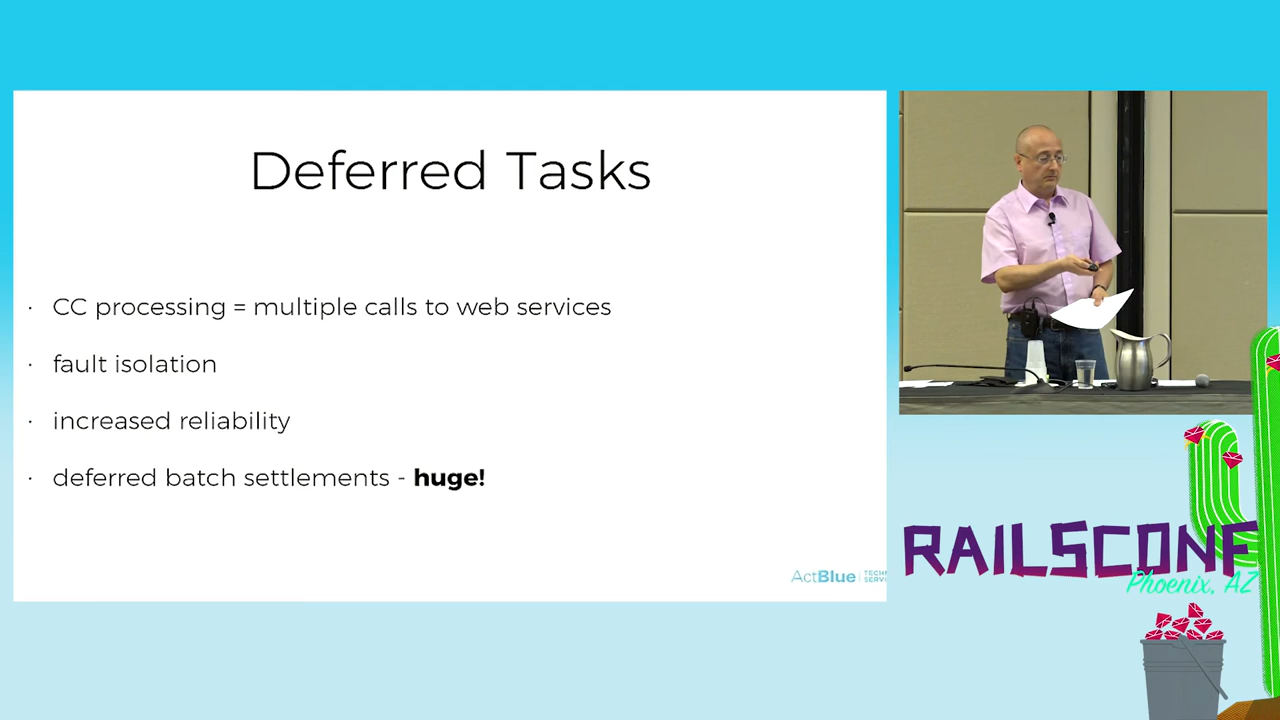 Deferred Tasks
· CC processing = multiple calls to web services
· fault isolation
· increased reliability
· deferred batch settlements - huge!
ActBlue
RAILSCONF
Phoenix, AZ